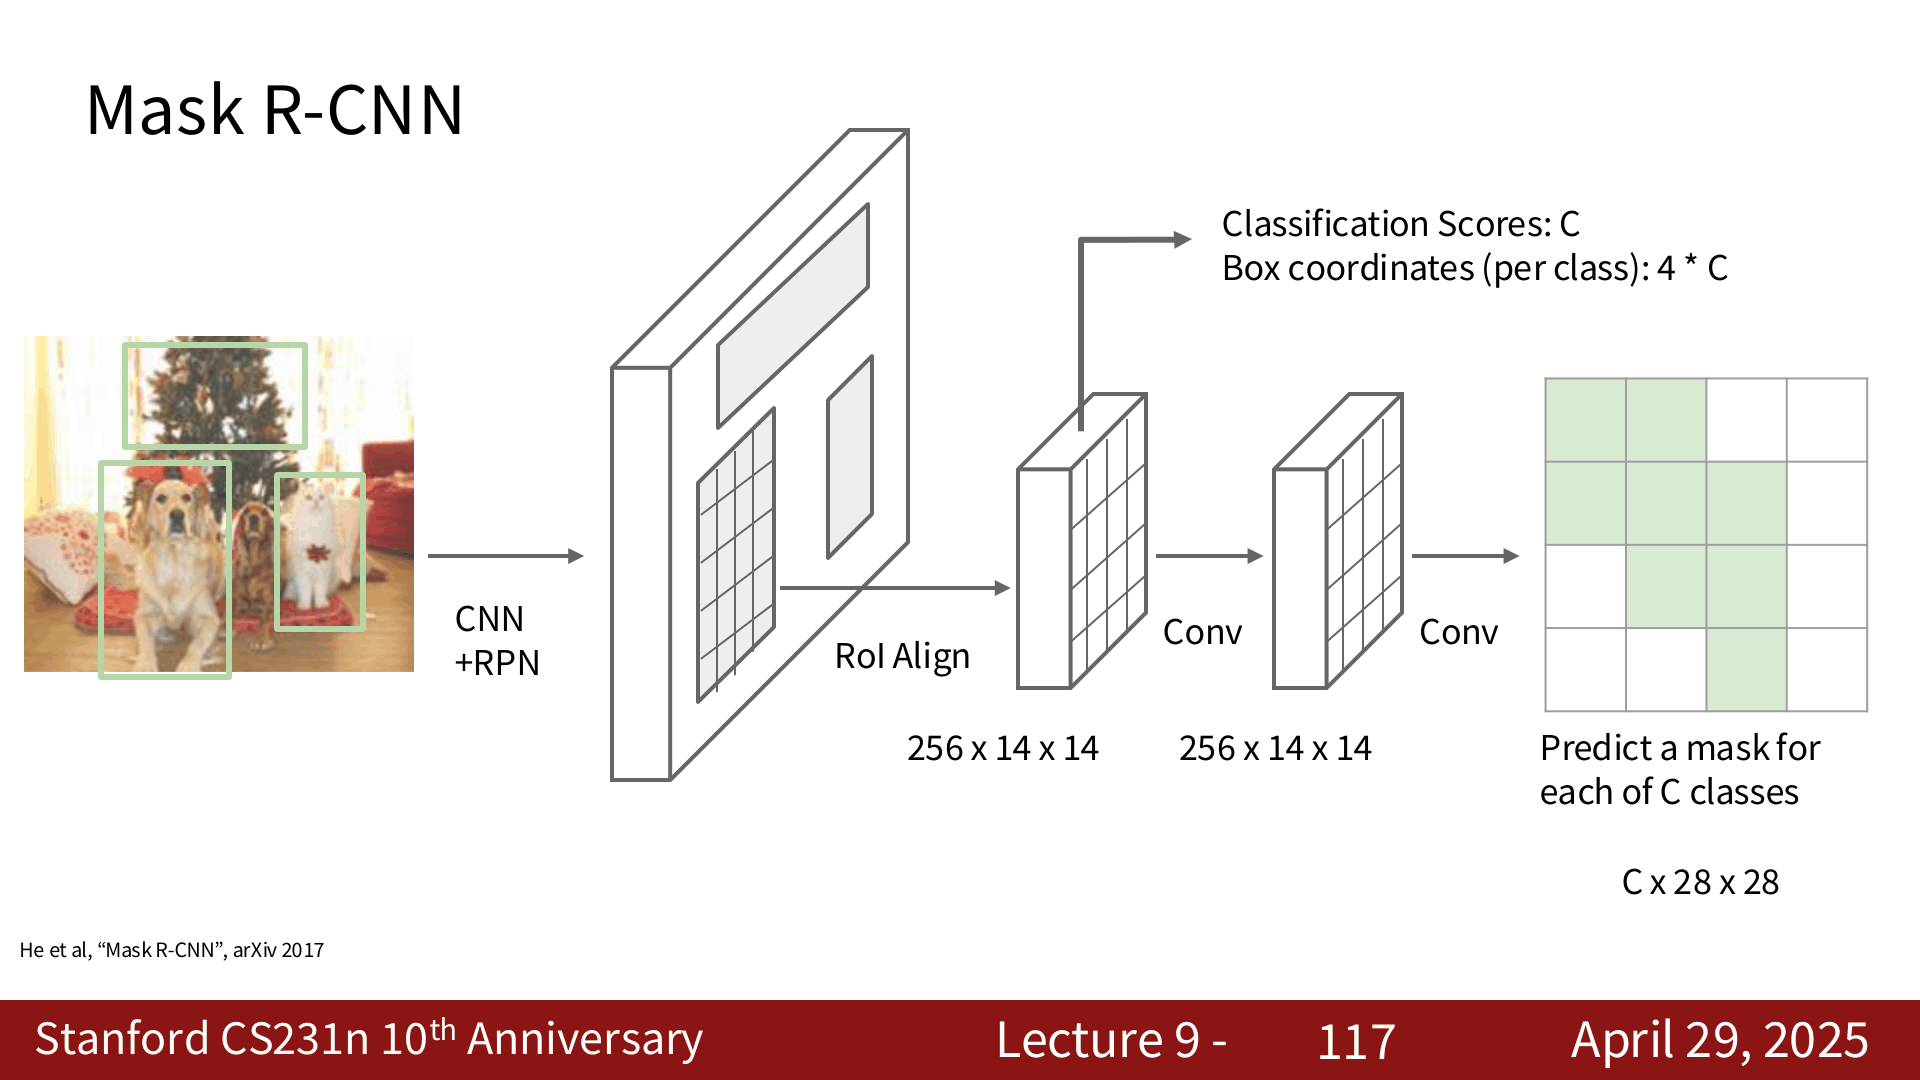 Mask R-CNN
Classification Scores: C
Box coordinates (per class): 4 * C
CNN
+RPN
RoI Align
Conv
Conv
256 x 14 x 14
256 x 14 x 14
Predict a mask for
each of C classes
C x 28 x 28
He et al, “Mask R-CNN”, arXiv 2017
Stanford CS231n 10th Anniversary
Lecture 9 -
117
April 29, 2025